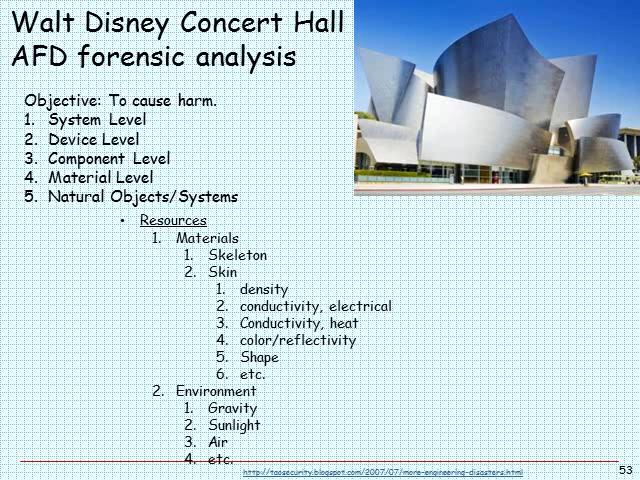 Walt Disney Concert Hall
AFD forensic analysis
Objective: To cause harm.
1. System Level
2. Device Level
3. Component Level
4. Material Level
5. Natural Objects/Systems
• Resources
1. Materials
1. Skeleton
2. Skin
1. density
2. conductivity, electrical
3. Conductivity, heat
4. color/reflectivity
5. Shape
6. etc.
2. Environment
1. Gravity
2. Sunlight
3. Air
4. etc.
http://taosecurity.blogspot.com/2007/07/more-engineering-disasters.html
53